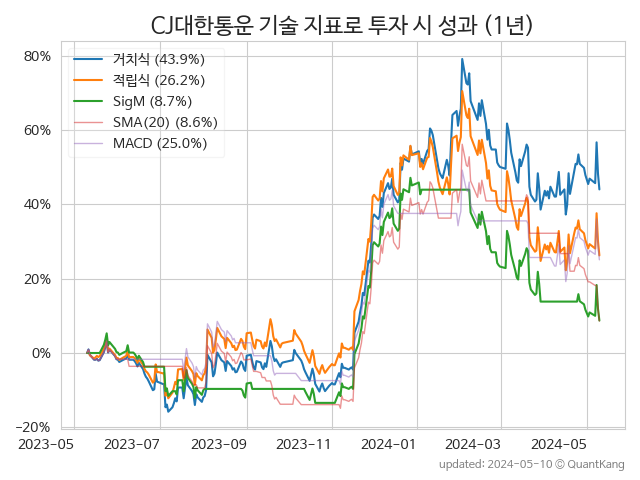 CJ대한통운 기술 지표로 투자 시 성과 (1년)
80%
60%
40%
20%
0%
−20%
거치식 (43.9%)
적립식 (26.2%)
SigM (8.7%)
SMA(20) (8.6%)
MACD (25.0%)
2023-05 2023-07 2023-09 2023-11 2024-01 2024-03 2024-05
updated: 2024-05-10 © QuantKang